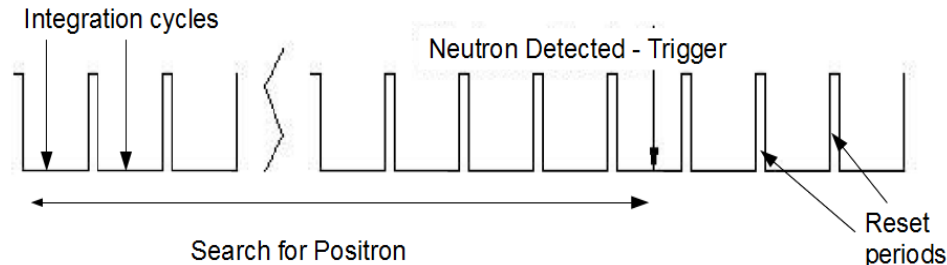 Integration cycles
Neutron Detected - Trigger
Search for Positron
Reset
periods